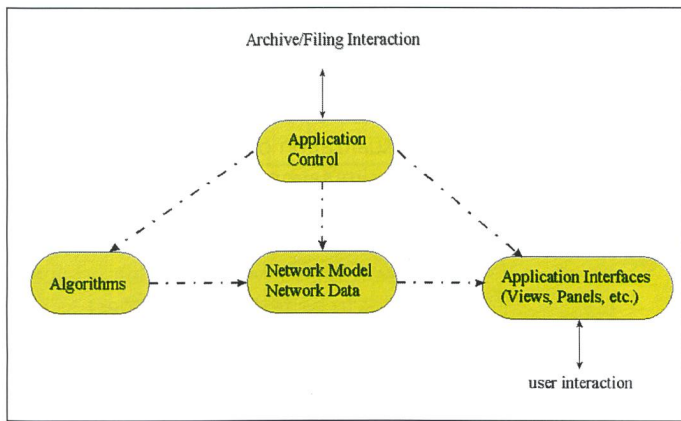 Archive/Filing Interaction
Application
Control
Algorithms
Network Model
Network Data
Application Interfaces
(Views, Panels, etc.)
user interaction